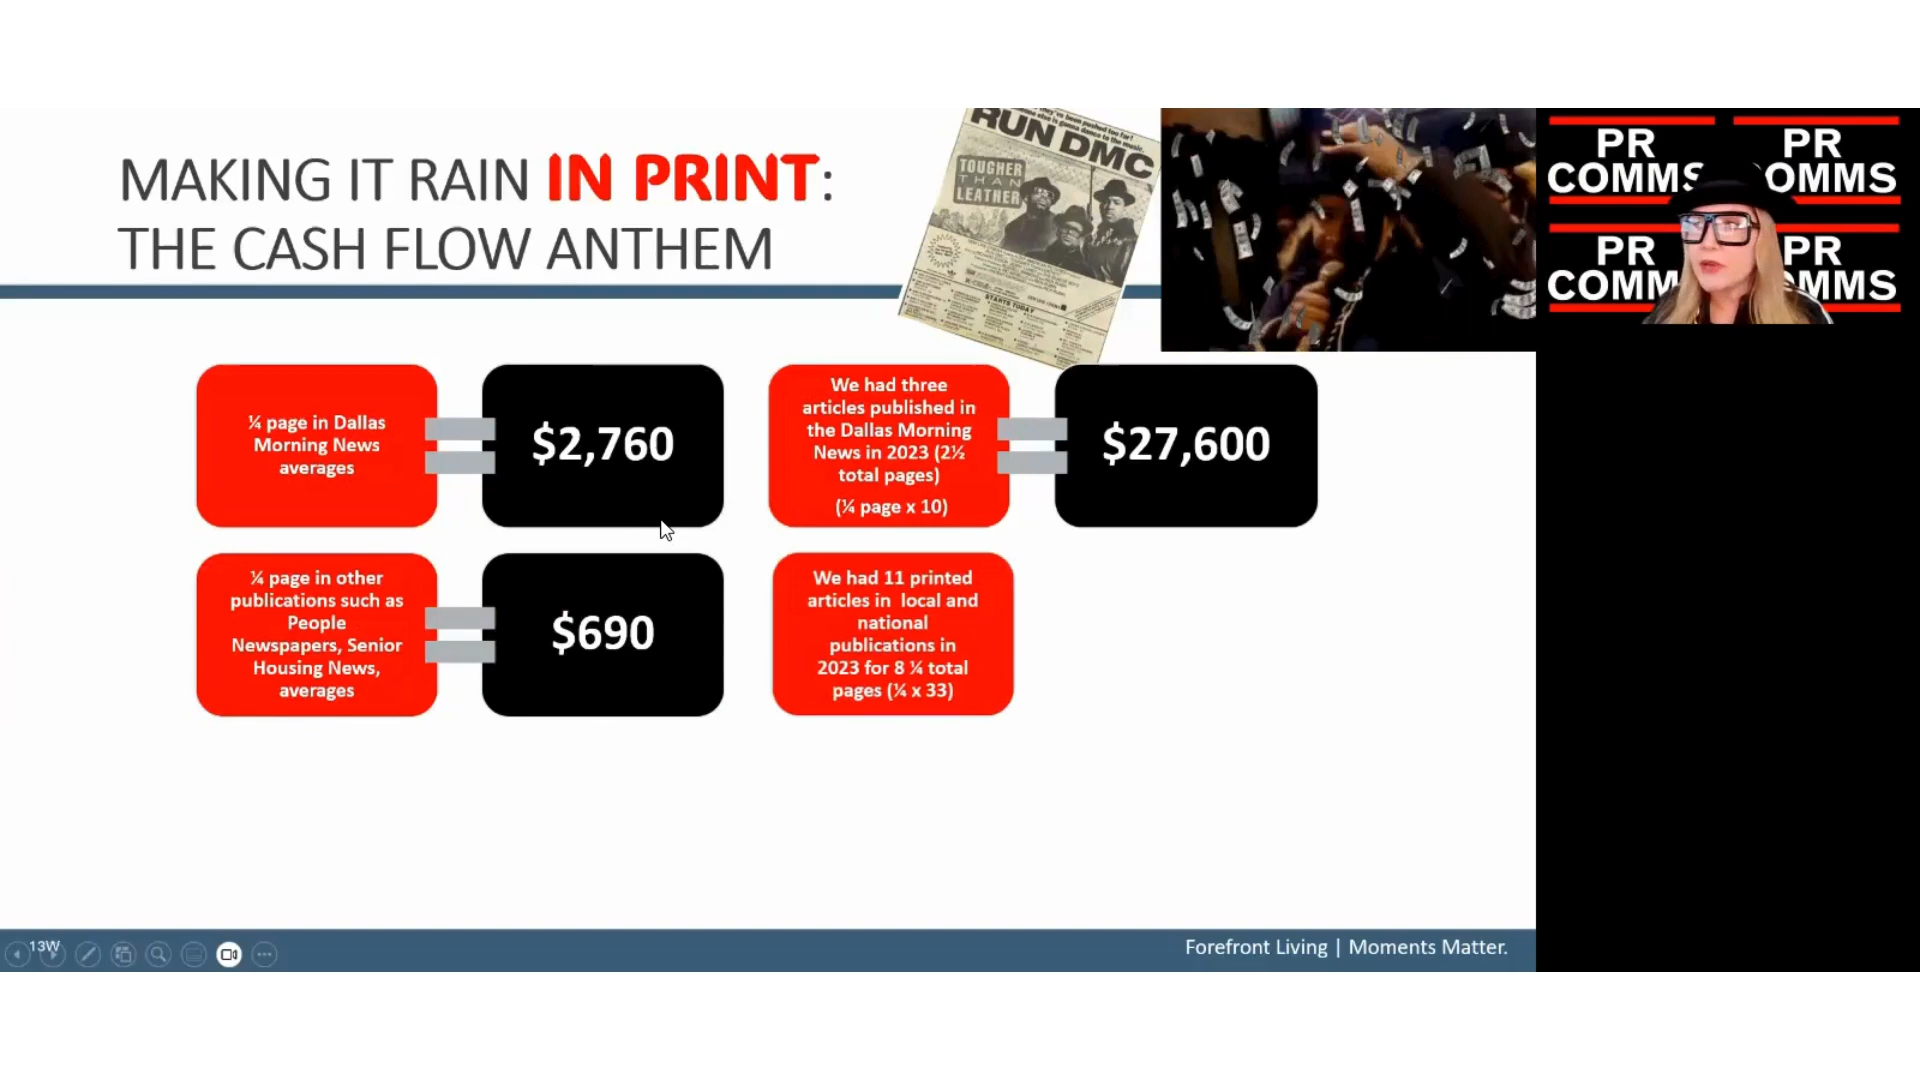 MAKING IT RAIN IN PRINT:
THE CASH FLOW ANTHEM
RUN DMC
TOUGHER
THAN
LEATHER
STARTS TODAY
PR
COMMS
PR
OMMS
PR
COMM
PR
MMS
¼ page in Dallas
Morning News
averages
$2,760
We had three
articles published in
the Dallas Morning
News in 2023 (2½
total pages)
(¼ page x 10)
$27,600
¼ page in other
publications such as
People
Newspapers, Senior
Housing News,
averages
$690
We had 11 printed
articles in local and
national
publications in
2023 for 8 ¼ total
pages (¼ x 33)
13W
Forefront Living | Moments Matter.